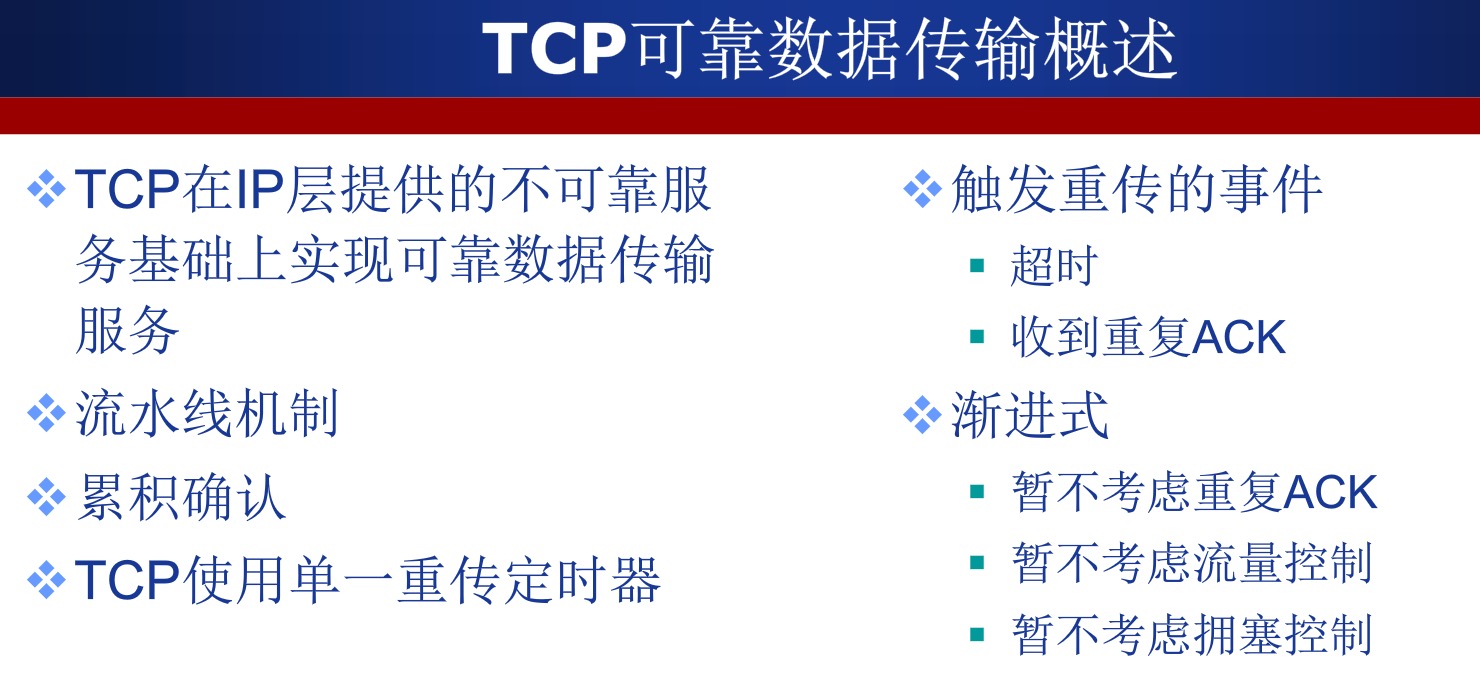 TCP可靠数据传输概述
TCP在IP层提供的不可靠服
务基础上实现可靠数据传输
服务
流水线机制
累积确认
TCP使用单一重传定时器
触发重传的事件
超时
收到重复ACK
渐进式
暂不考虑重复ACK
暂不考虑流量控制
暂不考虑拥塞控制